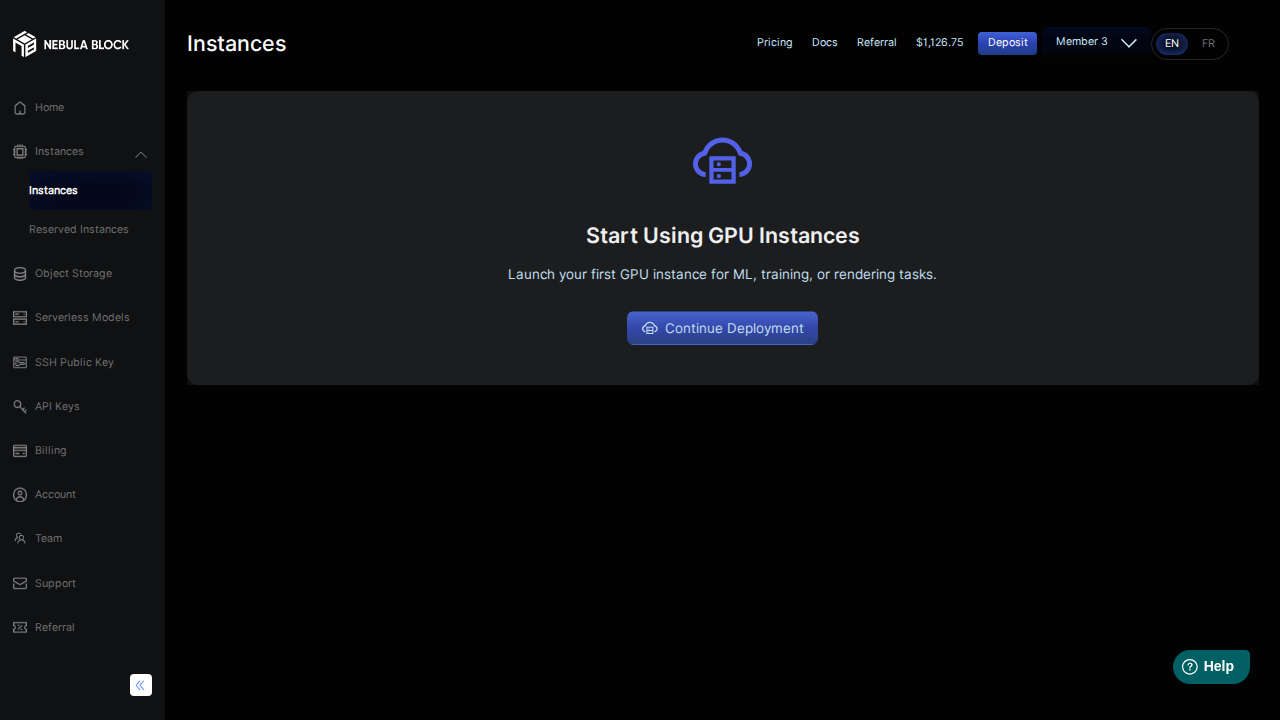 NEBULA BLOCK
Home
Instances
Instances
Reserved Instances
Object Storage
Serverless Models
SSH Public Key
API Keys
Billing
Account
Team
Support
Referral
Instances
Pricing
Docs
Referral
$1,126.75
Deposit
Member 3
EN
FR
Start Using GPU Instances
Launch your first GPU instance for ML, training, or rendering tasks.
Continue Deployment
Help